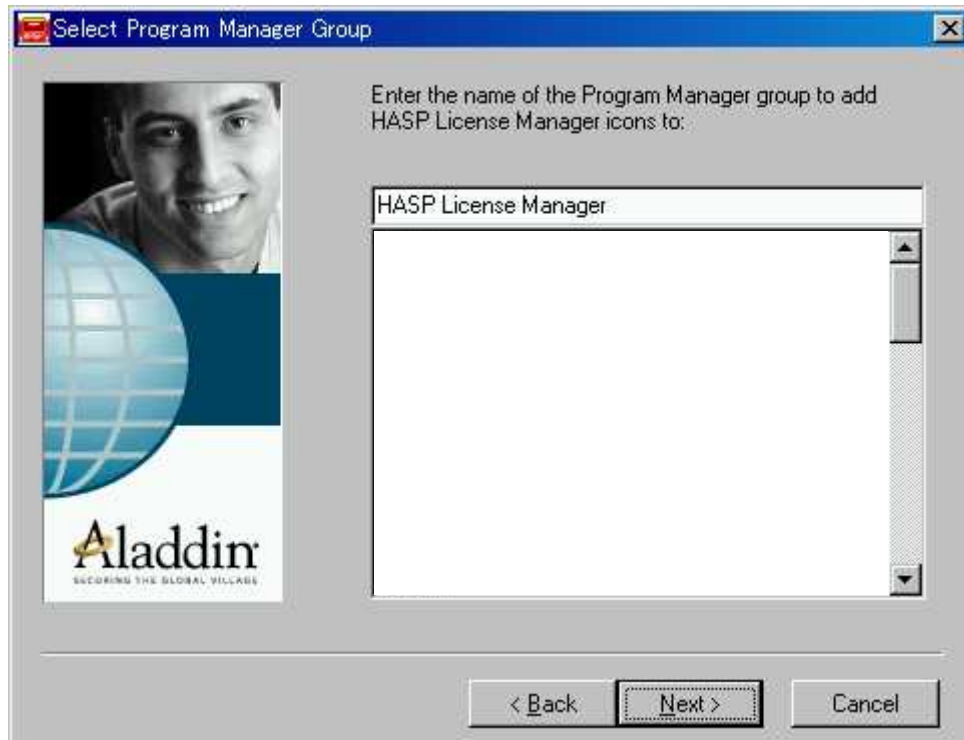 Select Program Manager Group
Enter the name of the Program Manager group to add
HASP License Manager icons to:
HASP License Manager
Aladdin
SECURING THE GLOBAL VILLAGE
< Back
Next >
Cancel